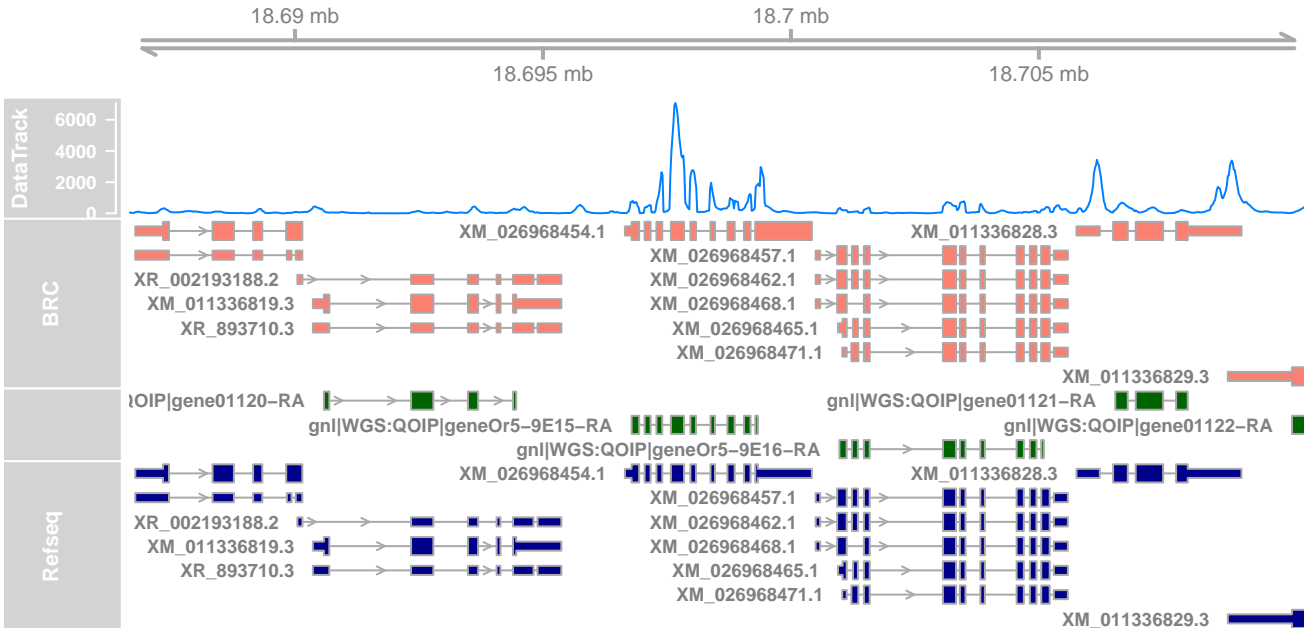 18.69 mb
18.7 mb
18.695 mb
18.705 mb
DataTrack
6000
4000
2000
0
BRC
XM_026968454.1
XM_011336828.3
XM_026968457.1
XR_002193188.2
XM_026968462.1
XM_011336819.3
XM_026968468.1
XR_893710.3
XM_026968465.1
XM_026968471.1
XM_011336829.3
QOIP|gene01120–RA
gnl|WGS:QOIP|gene01121–RA
gnl|WGS:QOIP|geneOr5–9E15–RA
gnl|WGS:QOIP|gene01122–RA
gnl|WGS:QOIP|geneOr5–9E16–RA
Refseq
XM_026968454.1
XM_011336828.3
XM_026968457.1
XR_002193188.2
XM_026968462.1
XM_011336819.3
XM_026968468.1
XR_893710.3
XM_026968465.1
XM_026968471.1
XM_011336829.3